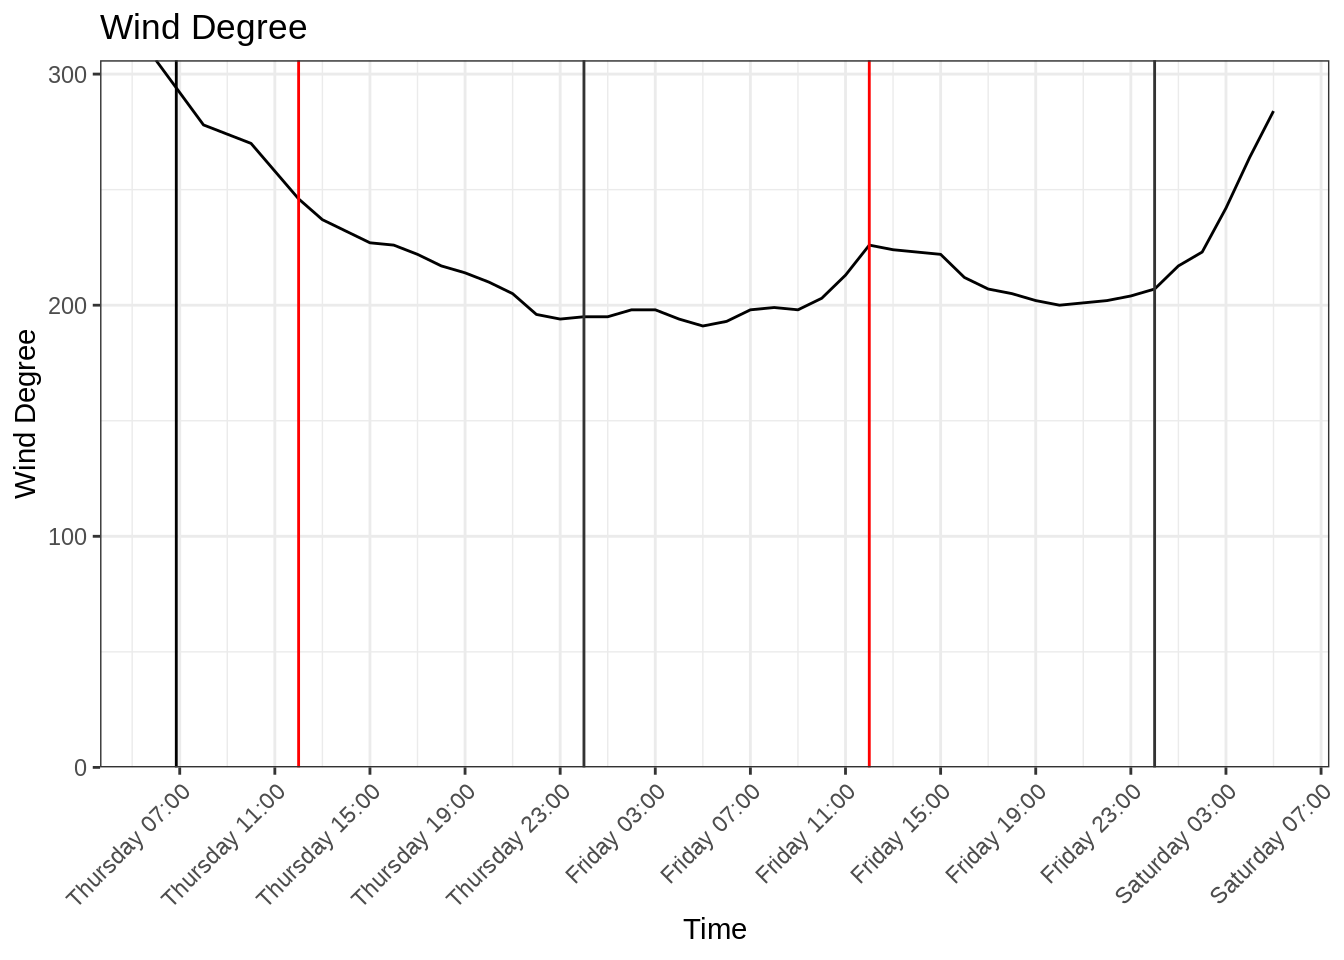 Wind Degree
Wind Degree
300
200
100
0
Thursday 07:00
Thursday 11:00
Thursday 15:00
Thursday 19:00
Thursday 23:00
Friday 03:00
Friday 07:00
Friday 11:00
Friday 15:00
Friday 19:00
Friday 23:00
Saturday 03:00
Saturday 07:00
Time